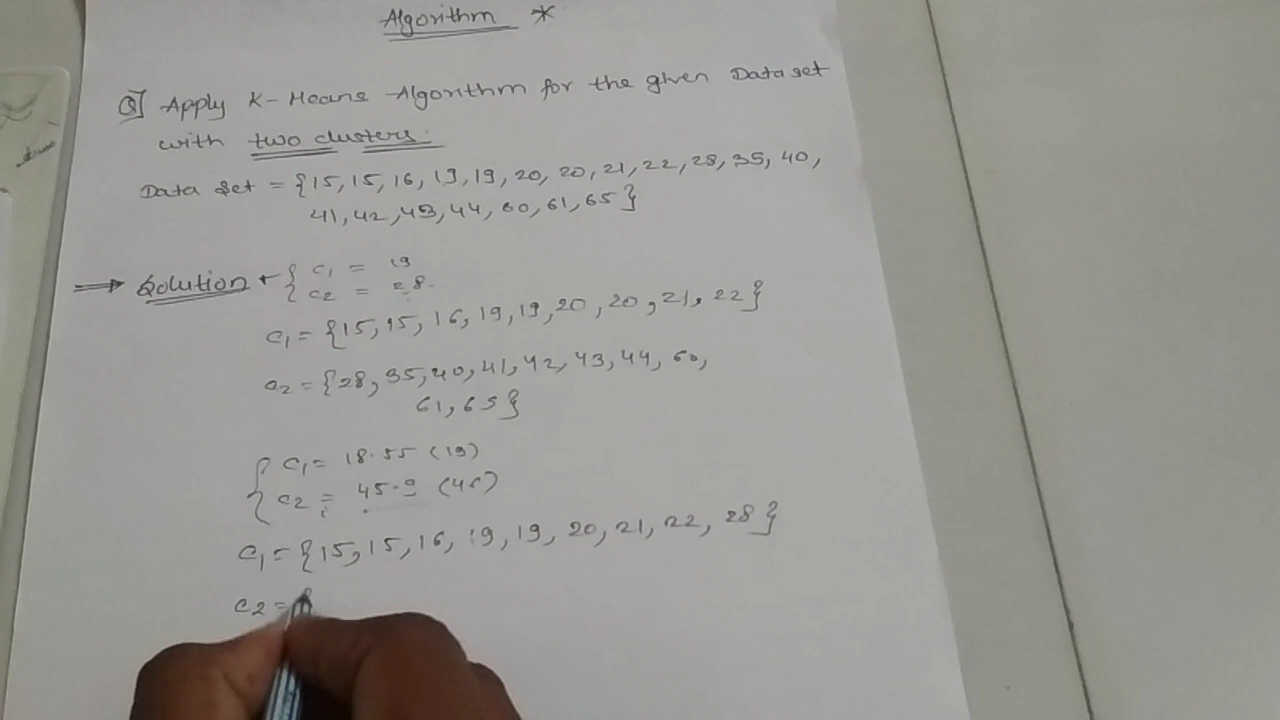 Algorithm *
Q] Apply K-Means Algorithm for the given Data set
with two clusters.
Data Set = {15, 15, 16, 19, 19, 20, 20, 21, 22, 28, 35, 40,
41, 42, 43, 44, 60, 61, 65}
⇒ Solution + { C1 = 19
C2 = 28.
C1 = {15, 15, 16, 19, 19, 20, 20, 21, 22}
C2 = {28, 35, 40, 41, 42, 43, 44, 60,
61, 65}
{ C1 = 18.55 (19)
C2 = 45.9 (46)
C1 = {15, 15, 16, 19, 19, 20, 21, 22, 28}
C2 = {